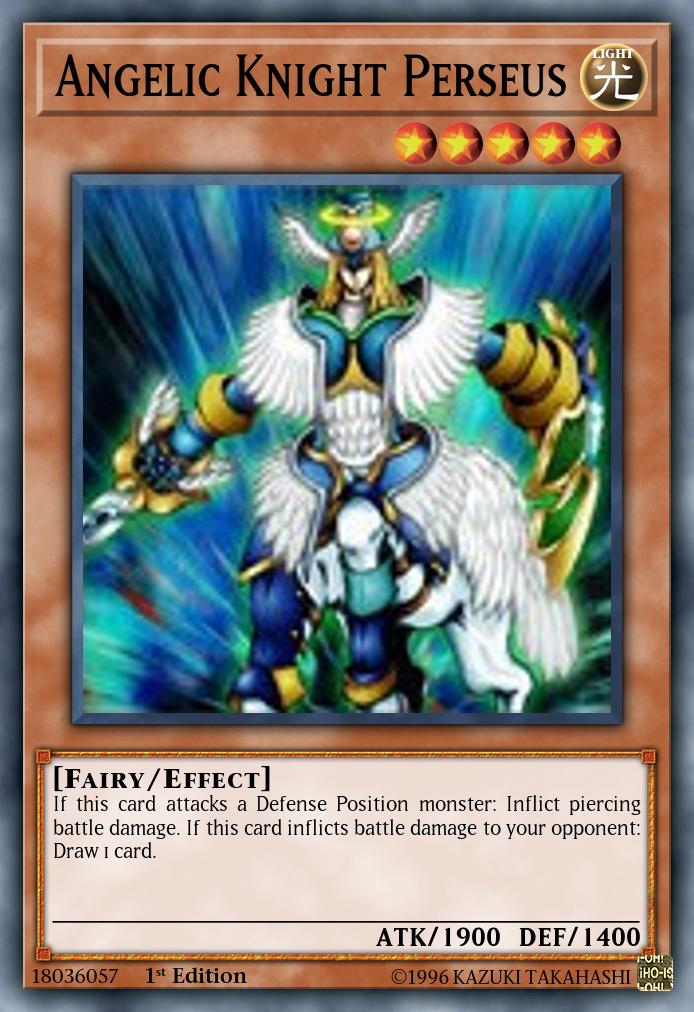 ANGELIC KNIGHT PERSEUS
LIGHT
光
[FAIRY/EFFECT]
If this card attacks a Defense Position monster: Inflict piercing
battle damage. If this card inflicts battle damage to your opponent:
Draw 1 card.
ATK/1900 DEF/1400
18036057 1st Edition ©1996 KAZUKI TAKAHASHI